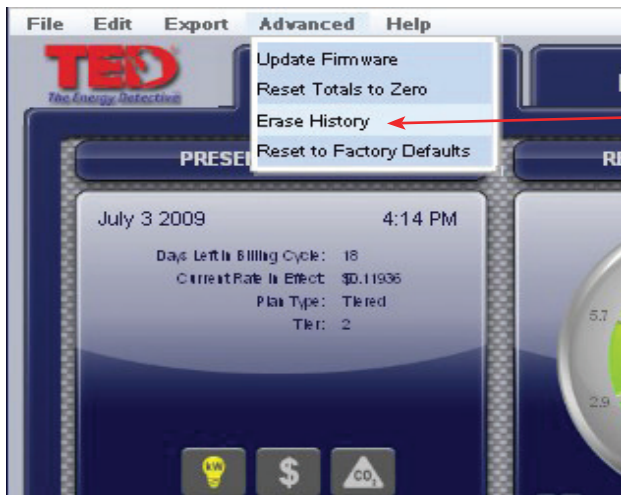 File Edit Export Advanced Help
TED
The Energy Detective
Update Firmware
Reset Totals to Zero
Erase History
Reset to Factory Defaults
PRESE
R
July 3 2009 4:14 PM
Days Left In Billing Cycle: 18
Current Rate In Effect: $0.11936
Plan Type: Tiered
Tier: 2
5.7
2.9
kW
$
CO₂